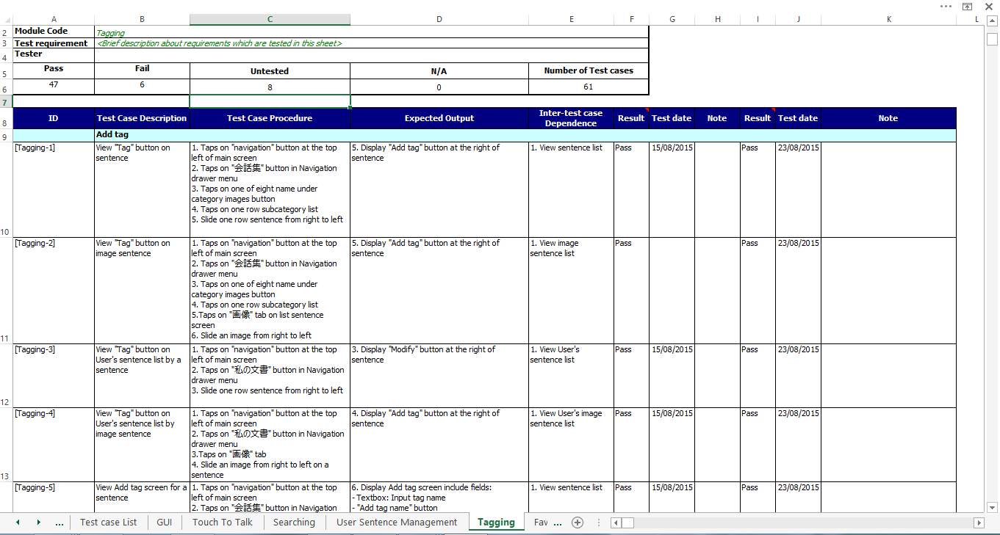 A B C D E F G H I J K L
2 Module Code Tagging
3 Test requirement <Brief description about requirements which are tested in this sheet>
4 Tester
5 Pass Fail Untested N/A Number of Test cases
6 47 6 8 0 61
7
8 ID Test Case Description Test Case Procedure Expected Output Inter-test case Dependence Result Test date Note Result Test date Note
9 Add tag
10
[Tagging-1]
View "Tag" button on
sentence
1. Taps on "navigation" button at the top
left of main screen
2. Taps on "会話集" button in Navigation
drawer menu
3. Taps on one of eight name under
category images button
4. Taps on one row subcategory list
5. Slide one row sentence from right to left
5. Display "Add tag" button at the right of
sentence
1. View sentence list
Pass
15/08/2015
Pass
23/08/2015
11
[Tagging-2]
View "Tag" button on
image sentence
1. Taps on "navigation" button at the top
left of main screen
2. Taps on "会話集" button in Navigation
drawer menu
3. Taps on one of eight name under
category images button
4. Taps on one row subcategory list
5.Taps on "画像" tab on list sentence
screen
6. Slide an image from right to left
5. Display "Add tag" button at the right of
sentence
1. View image
sentence list
Pass
Pass
23/08/2015
12
[Tagging-3]
View "Tag" button on
User's sentence list by a
sentence
1. Taps on "navigation" button at the top
left of main screen
2. Taps on "私の文書" button in Navigation
drawer menu
3. Slide one row sentence from right to left
3. Display "Modify" button at the right of
sentence
1. View User's
sentence list
Pass
15/08/2015
Pass
23/08/2015
13
[Tagging-4]
View "Tag" button on
User's sentence list by
image sentence
1. Taps on "navigation" button at the top
left of main screen
2. Taps on "私の文書" button in Navigation
drawer menu
3.Taps on "画像" tab
4. Slide an image from right to left on a
sentence
4. Display "Add tag" button at the right of
sentence
1. View User's image
sentence list
Pass
15/08/2015
Pass
23/08/2015
[Tagging-5]
View Add tag screen for a
sentence
1. Taps on "navigation" button at the top
left of main screen
2. Taps on "会話集" button in Navigation
6. Display Add tag screen include fields:
- Textbox: Input tag name
- "Add tag name" button
1. View sentence list
Pass
15/08/2015
Pass
23/08/2015
... Test case List GUI Touch To Talk Searching User Sentence Management Tagging Fav ...